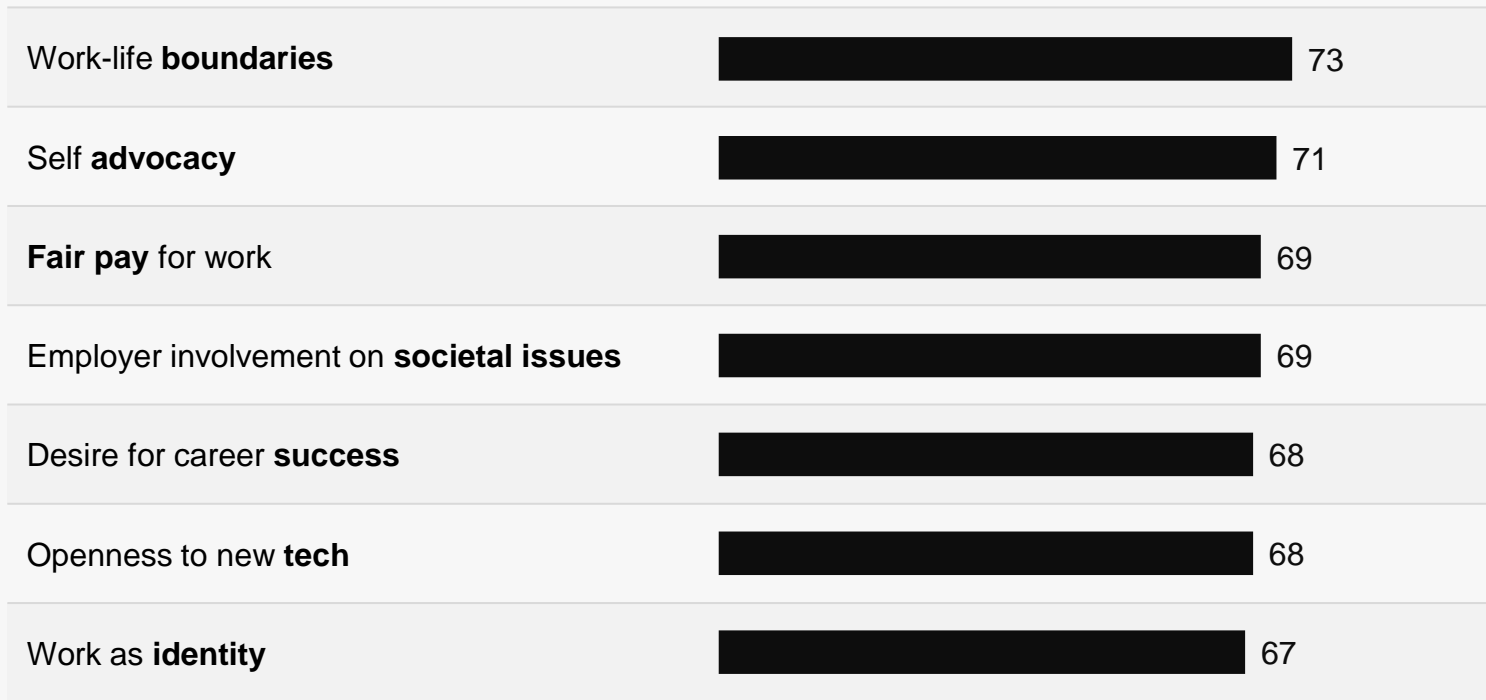 Work-life boundaries 73
Self advocacy 71
Fair pay for work 69
Employer involvement on societal issues 69
Desire for career success 68
Openness to new tech 68
Work as identity 67